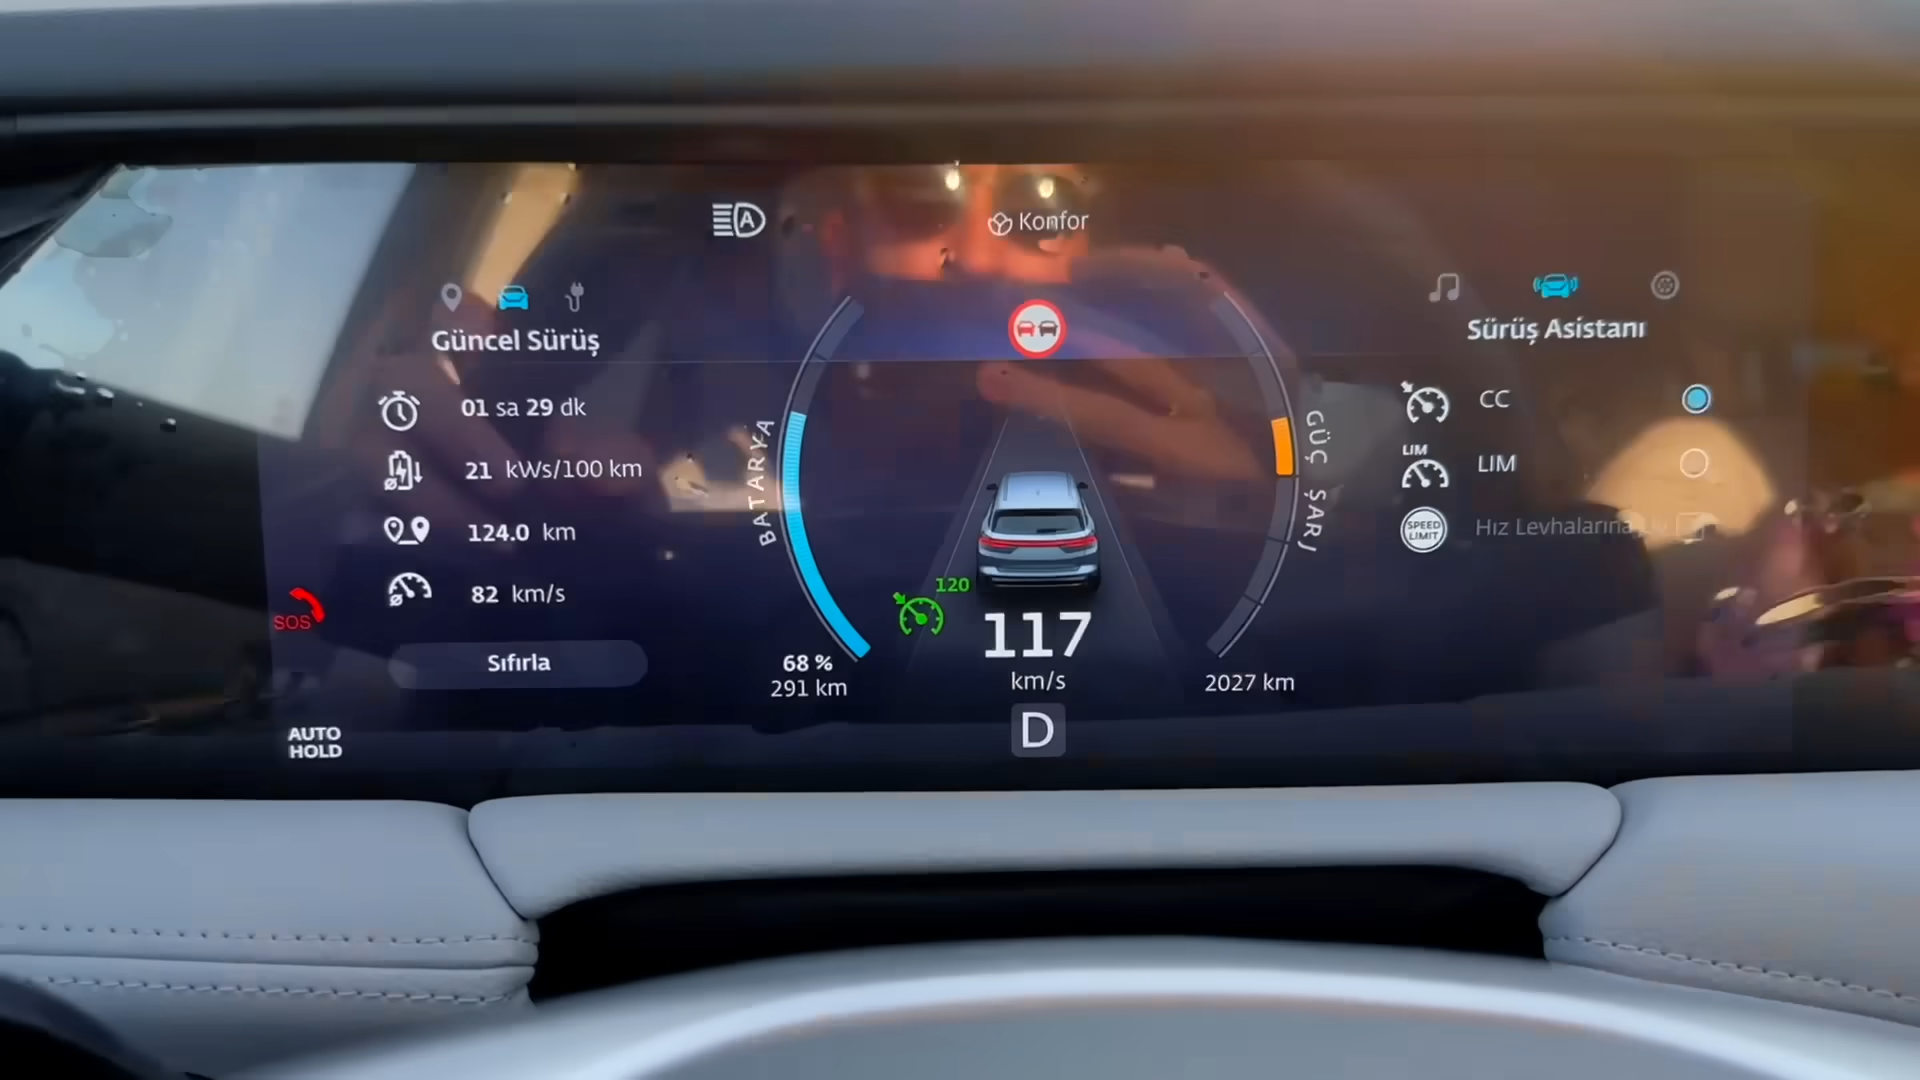 A
Konfor
Güncel Sürüş
01 sa 29 dk
21 kWs/100 km
124.0 km
82 km/s
Sıfırla
SOS
AUTO
HOLD
BATARYA
68 %
291 km
120
117
km/s
D
GÜÇ ŞARJ
2027 km
Sürüş Asistanı
CC
LIM
LIM
SPEED
LIMIT
Hız Levhalarına